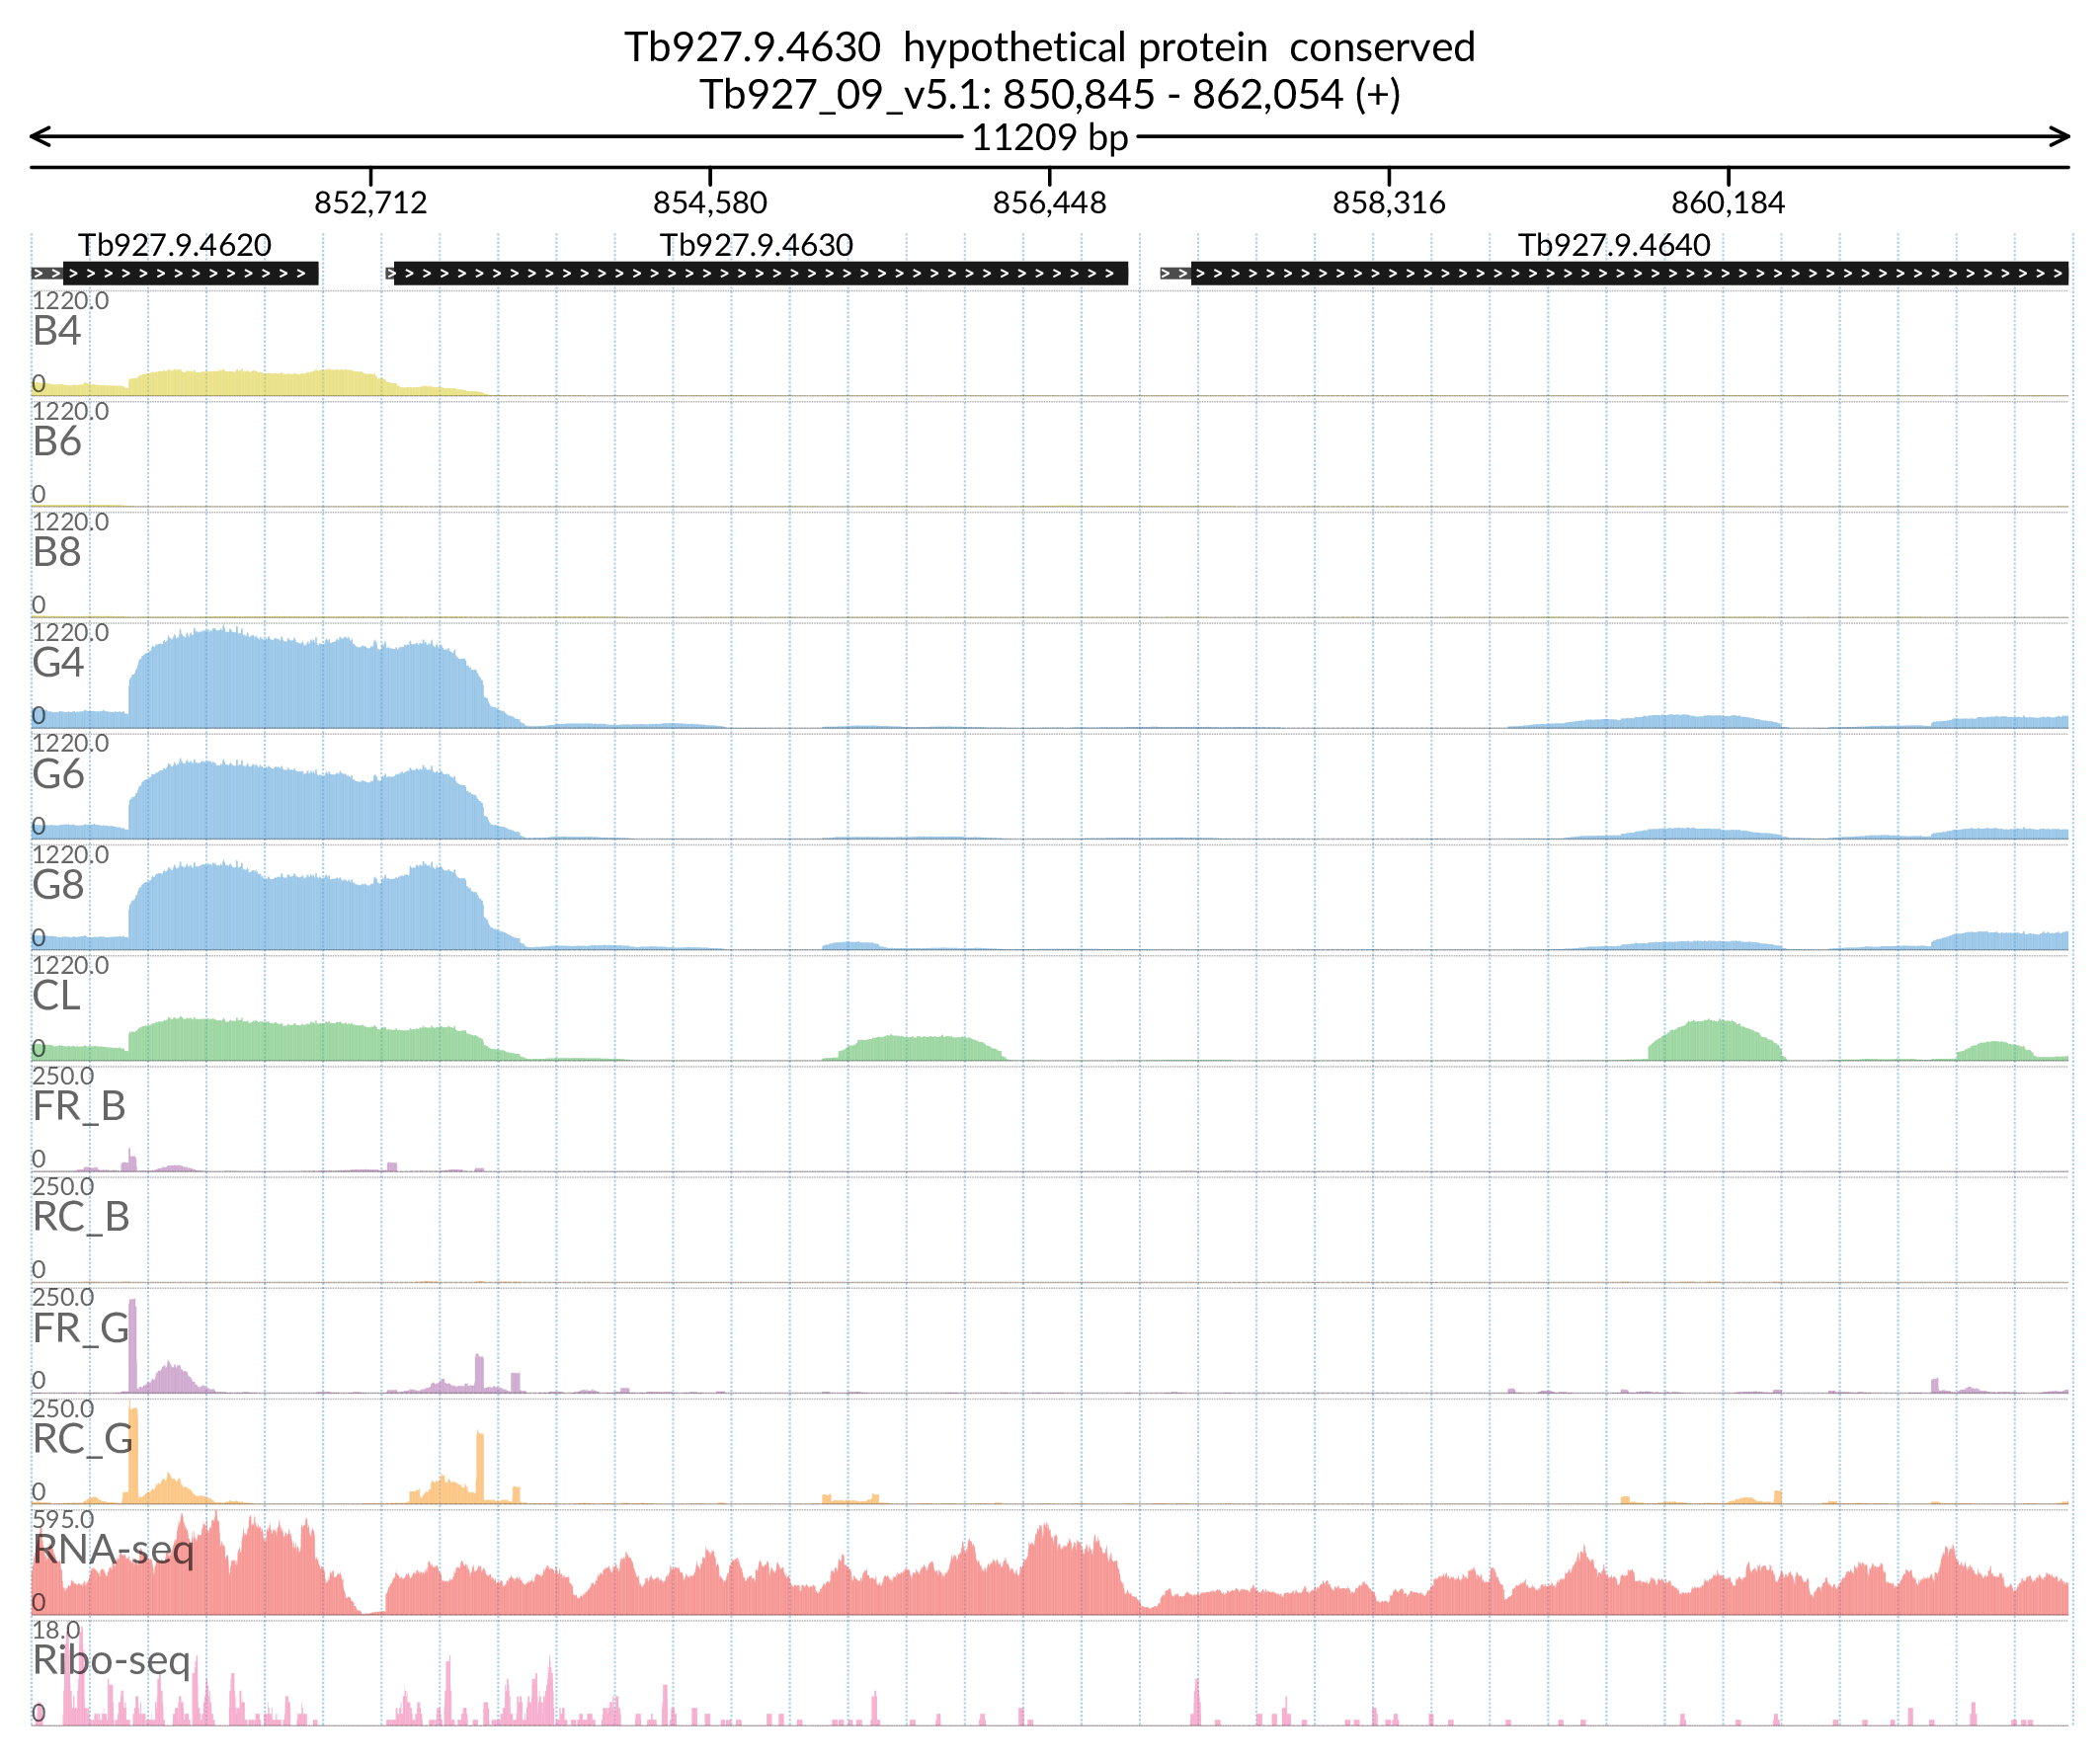 Tb927.9.4630  hypothetical protein  conserved
Tb927_09_v5.1: 850,845 - 862,054 (+)
11209 bp
852,712 854,580 856,448 858,316 860,184
Tb927.9.4620 Tb927.9.4630 Tb927.9.4640
1220.0
B4
0
1220.0
B6
0
1220.0
B8
0
1220.0
G4
0
1220.0
G6
0
1220.0
G8
0
1220.0
CL
0
250.0
FR_B
0
250.0
RC_B
0
250.0
FR_G
0
250.0
RC_G
0
595.0
RNA-seq
0
18.0
Ribo-seq
0